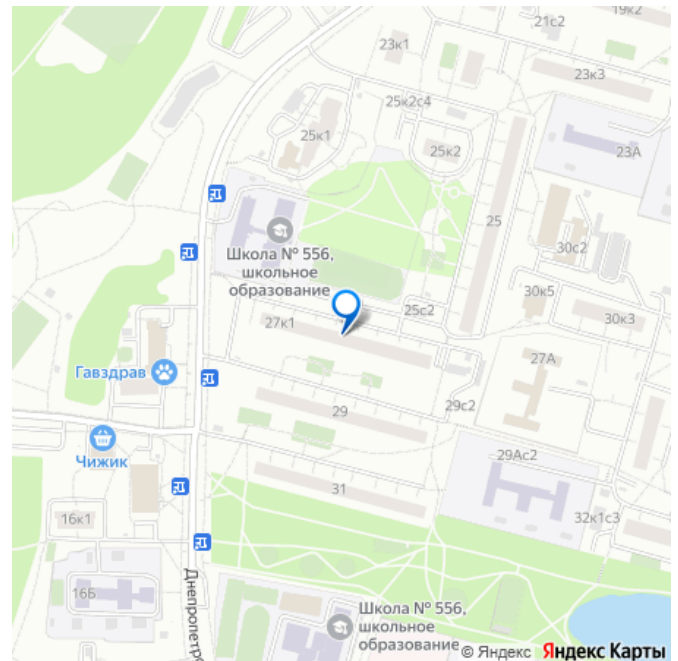 19к2
21с2
23к1
23к3
25к2с4
25к1
25к2
23А
25
Школа № 556,
школьное
образование
30с2
30к5
25с2
27к1
30к3
27А
Гавздрав
29
29с2
Чижик
29Ас2
31
16к1
32к1с3
16Б
Днепропетро
Школа № 556,
школьное
образование
© Яндекс Яндекс Карты